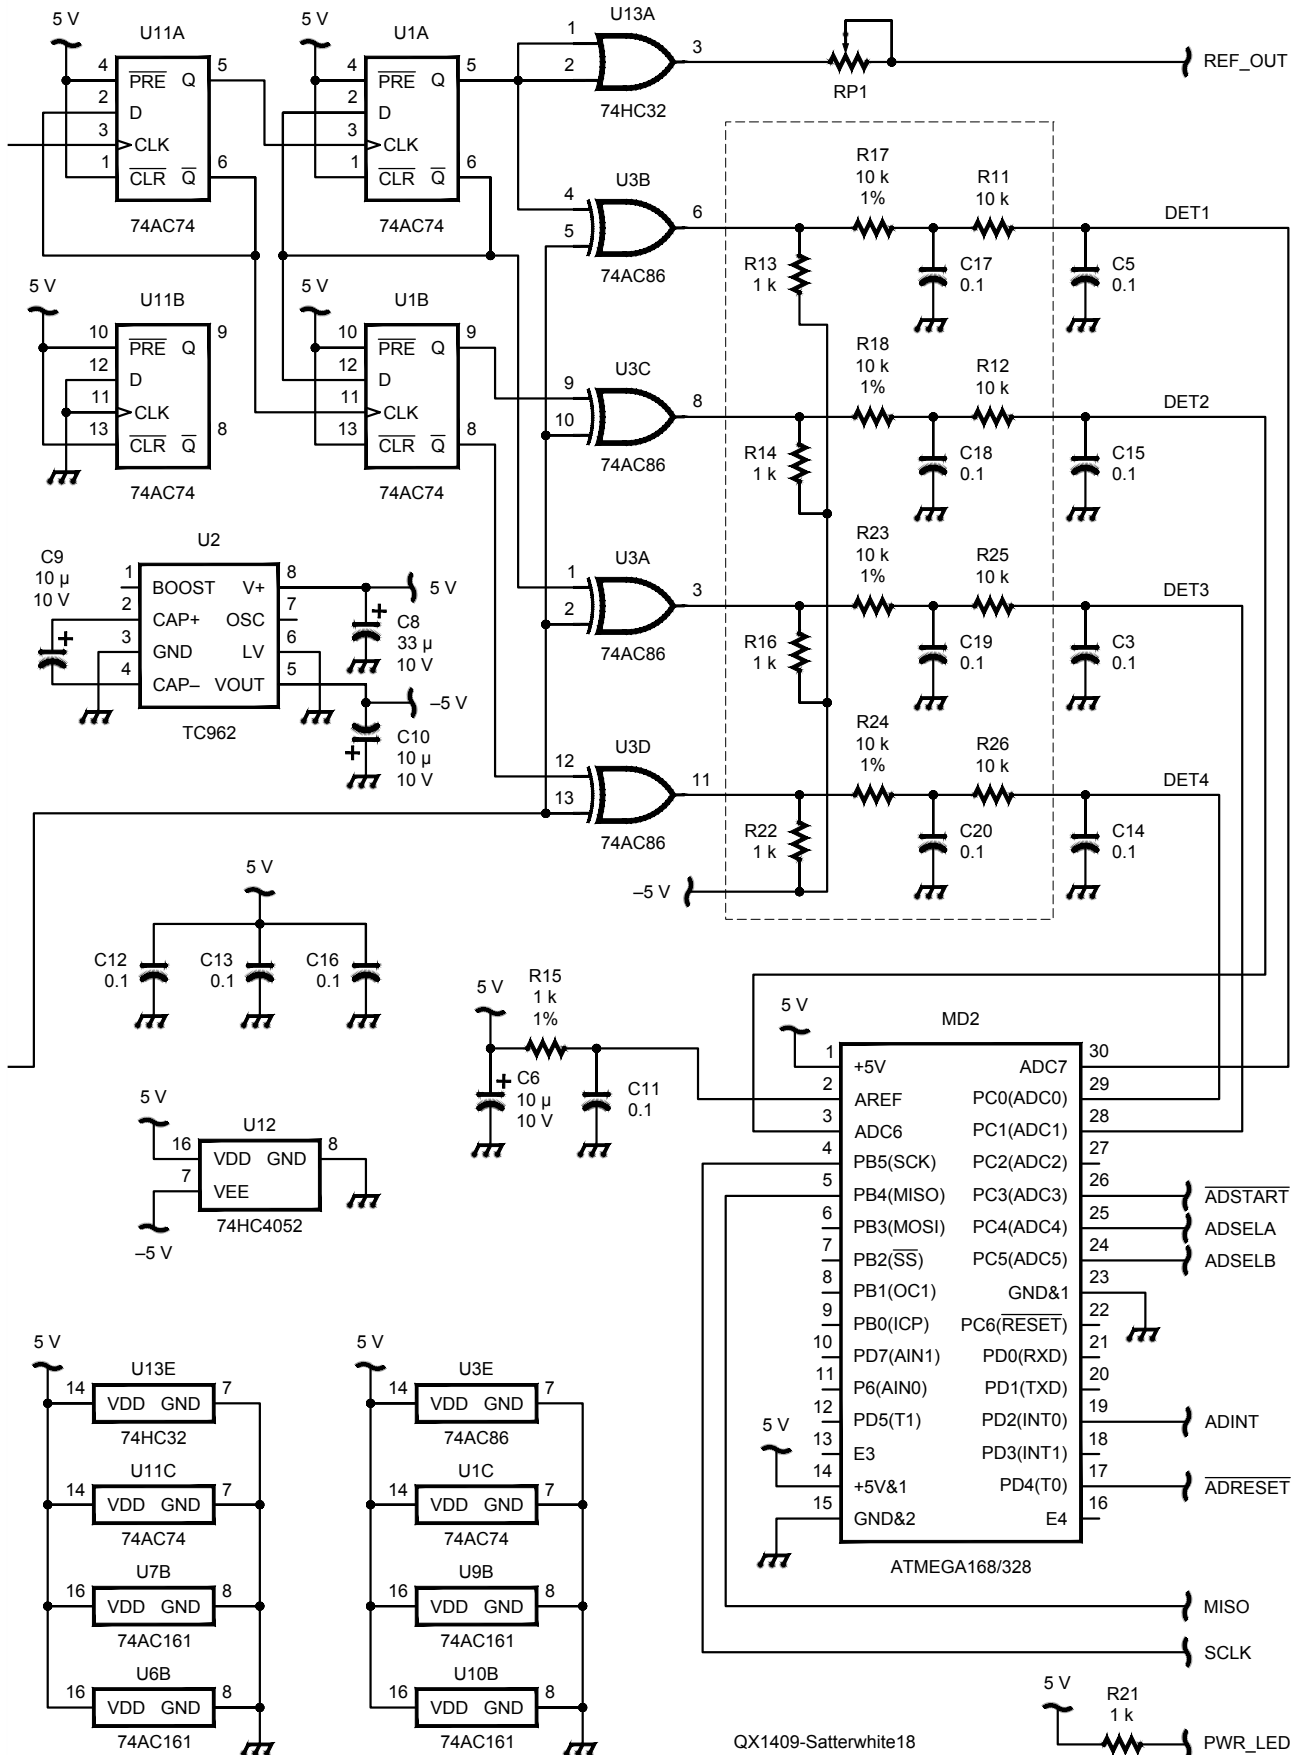 5 V
U11A
4
PRE
Q
5
2
D
3
CLK
1
CLR
Q
6
74AC74
5 V
U1A
4
PRE
Q
5
2
D
3
CLK
1
CLR
Q
6
74AC74
U13A
1
2
3
74HC32
RP1
REF_OUT
U3B
4
5
6
74AC86
R17
10 k
1%
R11
10 k
DET1
R13
1 k
C17
0.1
C5
0.1
5 V
U11B
10
PRE
Q
9
12
D
11
CLK
13
CLR
Q
8
74AC74
5 V
U1B
10
PRE
Q
9
12
D
11
CLK
13
CLR
Q
8
74AC74
U3C
9
10
8
74AC86
R18
10 k
1%
R12
10 k
DET2
R14
1 k
C18
0.1
C15
0.1
U2
C9
10 µ
10 V
1
BOOST
V+
8
5 V
2
CAP+
OSC
7
3
GND
LV
6
4
CAP–
VOUT
5
TC962
C8
33 µ
10 V
–5 V
C10
10 µ
10 V
U3A
1
2
3
74AC86
R23
10 k
1%
R25
10 k
DET3
R16
1 k
C19
0.1
C3
0.1
U3D
12
13
11
74AC86
R24
10 k
1%
R26
10 k
DET4
R22
1 k
C20
0.1
C14
0.1
–5 V
5 V
C12
0.1
C13
0.1
C16
0.1
5 V
R15
1 k
1%
C6
10 µ
10 V
C11
0.1
5 V
U12
16
VDD
GND
8
7
VEE
74HC4052
–5 V
5 V
MD2
1
+5V
ADC7
30
2
AREF
PC0(ADC0)
29
3
ADC6
PC1(ADC1)
28
4
PB5(SCK)
PC2(ADC2)
27
5
PB4(MISO)
PC3(ADC3)
26
ADSTART
6
PB3(MOSI)
PC4(ADC4)
25
ADSELA
7
PB2(SS)
PC5(ADC5)
24
ADSELB
8
PB1(OC1)
GND&1
23
9
PB0(ICP)
PC6(RESET)
22
10
PD7(AIN1)
PD0(RXD)
21
11
P6(AIN0)
PD1(TXD)
20
12
PD5(T1)
PD2(INT0)
19
ADINT
5 V
13
E3
PD3(INT1)
18
14
+5V&1
PD4(T0)
17
ADRESET
15
GND&2
E4
16
ATMEGA168/328
MISO
SCLK
5 V
U13E
14
VDD GND
7
74HC32
U11C
14
VDD GND
7
74AC74
U7B
16
VDD GND
8
74AC161
U6B
16
VDD GND
8
74AC161
5 V
U3E
14
VDD GND
7
74AC86
U1C
14
VDD GND
7
74AC74
U9B
16
VDD GND
8
74AC161
U10B
16
VDD GND
8
74AC161
5 V
R21
1 k
PWR_LED
QX1409-Satterwhite18